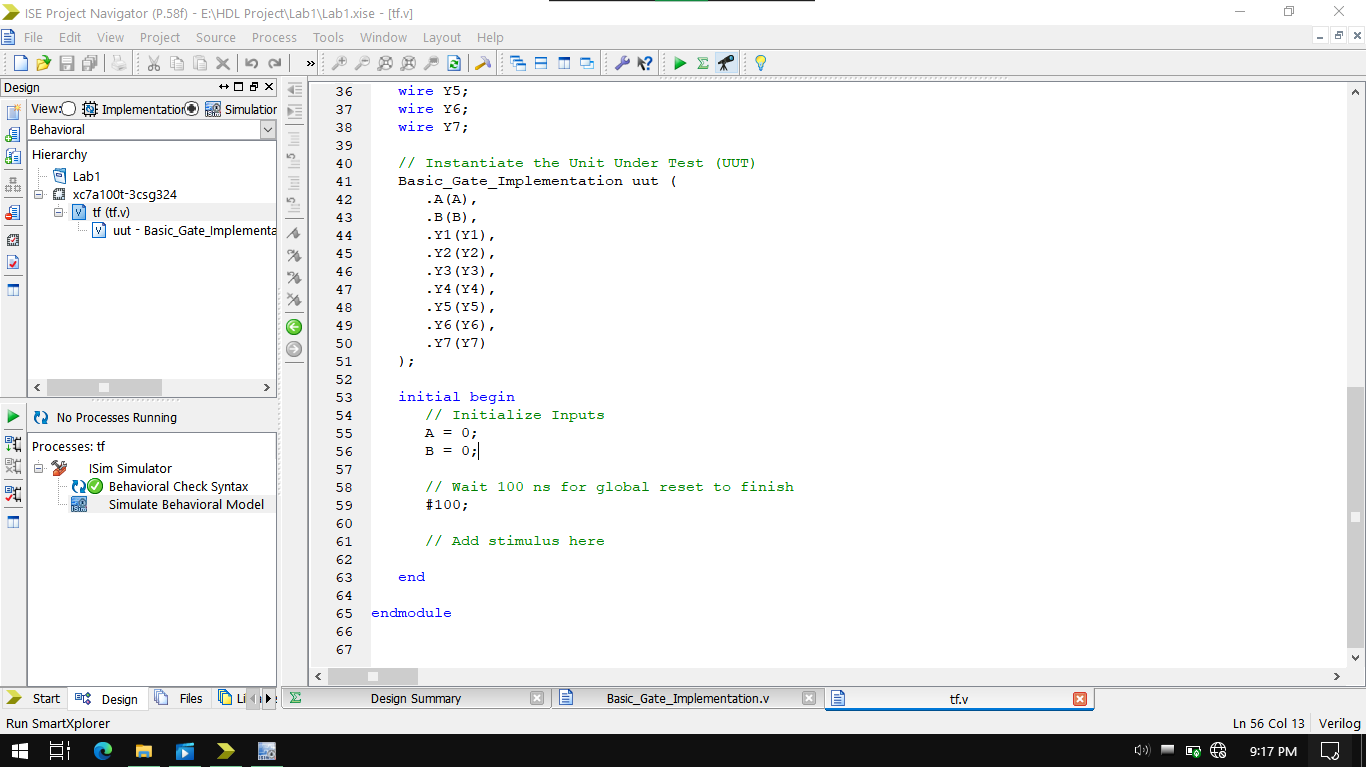 ISE Project Navigator (P.58f) - E:\HDL Project\Lab1\Lab1.xise - [tf.v]
File Edit View Project Source Process Tools Window Layout Help
Design
View: Implementation Simulation
Behavioral
Hierarchy
Lab1
xc7a100t-3csg324
tf (tf.v)
uut - Basic_Gate_Implementa
No Processes Running
Processes: tf
ISim Simulator
Behavioral Check Syntax
Simulate Behavioral Model
36 wire Y5;
37 wire Y6;
38 wire Y7;
39
40 // Instantiate the Unit Under Test (UUT)
41 Basic_Gate_Implementation uut (
42 .A(A),
43 .B(B),
44 .Y1(Y1),
45 .Y2(Y2),
46 .Y3(Y3),
47 .Y4(Y4),
48 .Y5(Y5),
49 .Y6(Y6),
50 .Y7(Y7)
51 );
52
53 initial begin
54 // Initialize Inputs
55 A = 0;
56 B = 0;
57
58 // Wait 100 ns for global reset to finish
59 #100;
60
61 // Add stimulus here
62
63 end
64
65 endmodule
66
67
Start Design Files Li
Design Summary Basic_Gate_Implementation.v tf.v
Run SmartXplorer
Ln 56 Col 13 Verilog
9:17 PM